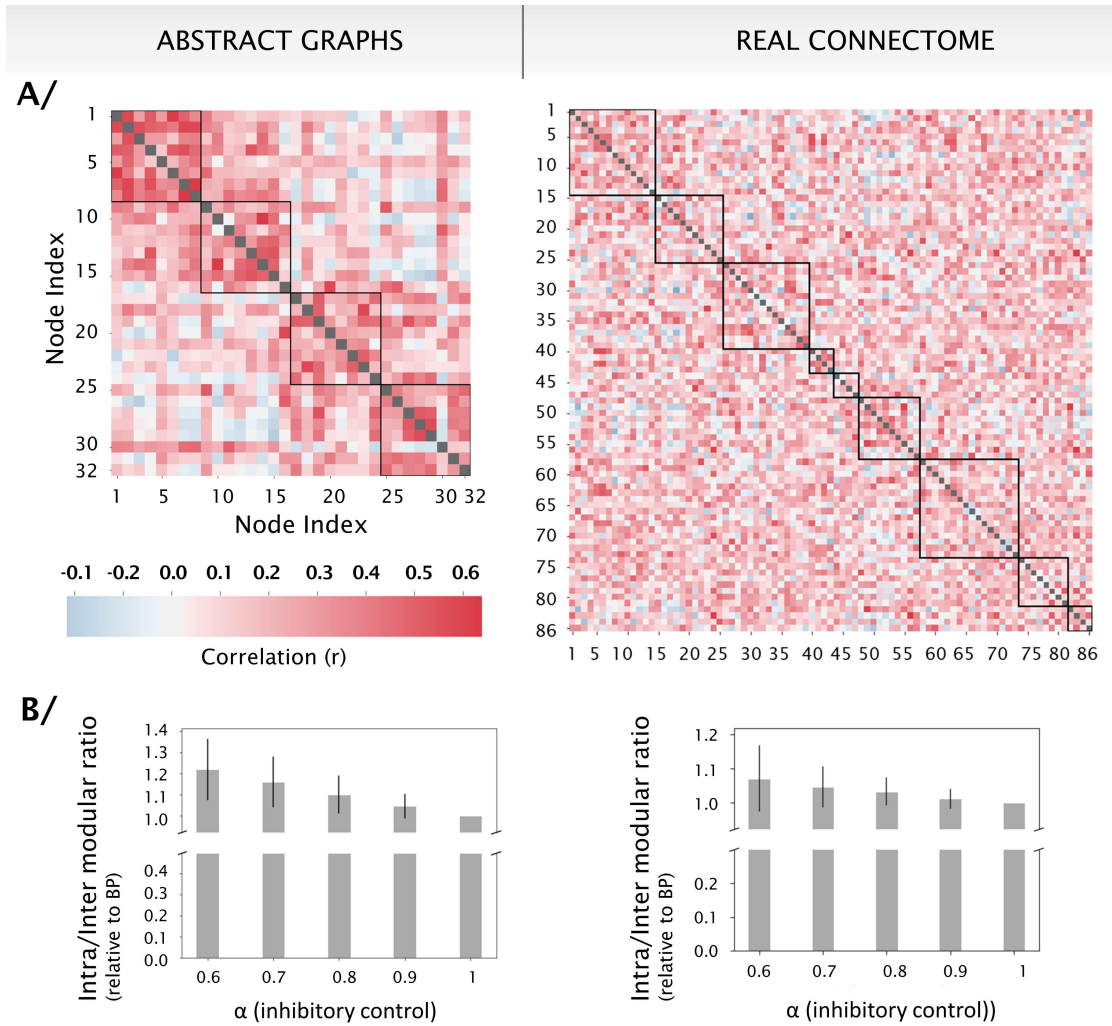 ABSTRACT GRAPHS
REAL CONNECTOME
A/
Node Index
1
5
10
15
20
25
30
32
1 5 10 15 20 25 30 32
Node Index
-0.1 -0.2 0.0 0.1 0.2 0.3 0.4 0.5 0.6
Correlation (r)
1
5
10
15
20
25
30
35
40
45
50
55
60
65
70
75
80
86
1 5 10 15 20 25 30 35 40 45 50 55 60 65 70 75 80 86
B/
Intra/Inter modular ratio
(relative to BP)
1.4
1.3
1.2
1.1
1.0
0.4
0.3
0.2
0.1
0.0
0.6 0.7 0.8 0.9 1
α (inhibitory control)
Intra/Inter modular ratio
(relative to BP)
1.2
1.1
1.0
0.2
0.1
0.0
0.6 0.7 0.8 0.9 1
α (inhibitory control))